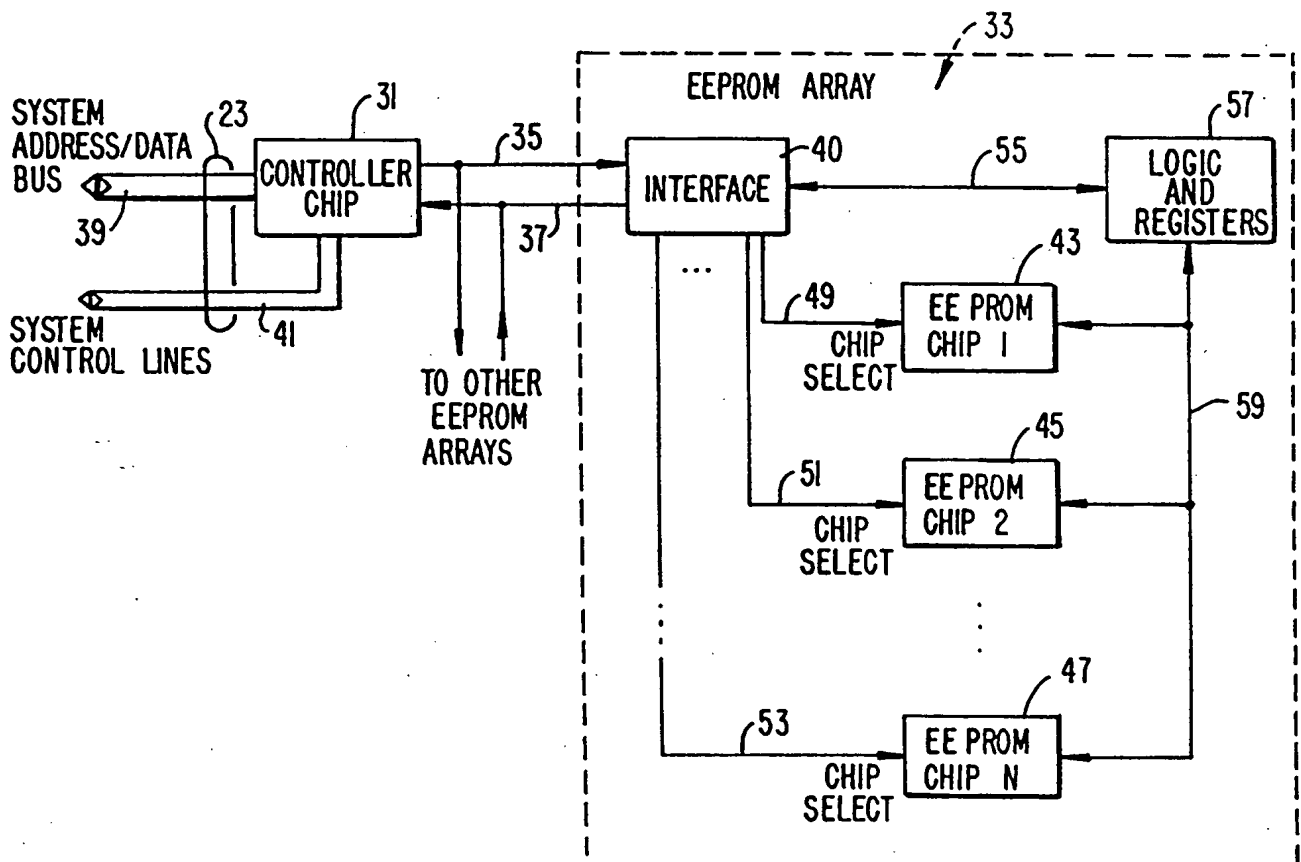 33
EEPROM ARRAY
SYSTEM
ADDRESS/DATA
BUS
23
31
CONTROLLER
CHIP
35
37
39
41
SYSTEM
CONTROL LINES
TO OTHER
EEPROM
ARRAYS
40
INTERFACE
55
57
LOGIC
AND
REGISTERS
...
49
CHIP
SELECT
43
EE PROM
CHIP 1
59
51
CHIP
SELECT
45
EE PROM
CHIP 2
53
CHIP
SELECT
47
EE PROM
CHIP N